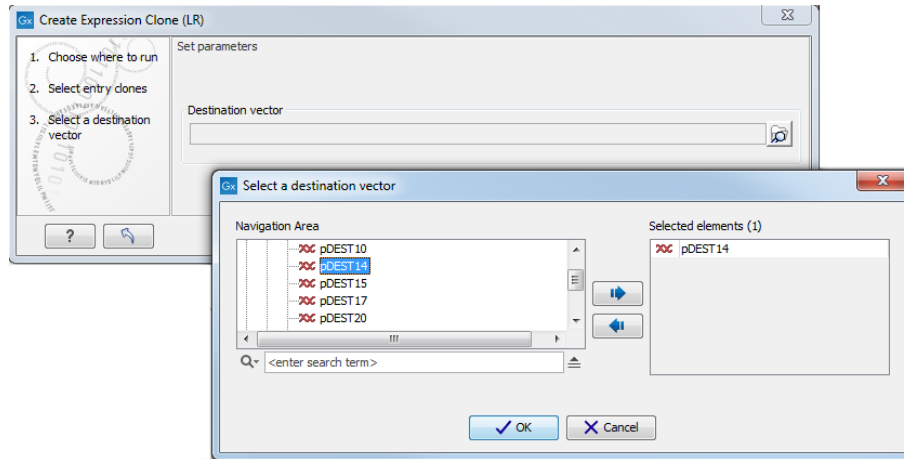 Gx Create Expression Clone (LR)
1. Choose where to run
2. Select entry clones
3. Select a destination
vector
Set parameters
Destination vector
?
Gx Select a destination vector
Navigation Area
pDEST10
pDEST14
pDEST15
pDEST17
pDEST20
<enter search term>
Selected elements (1)
pDEST14
OK
Cancel